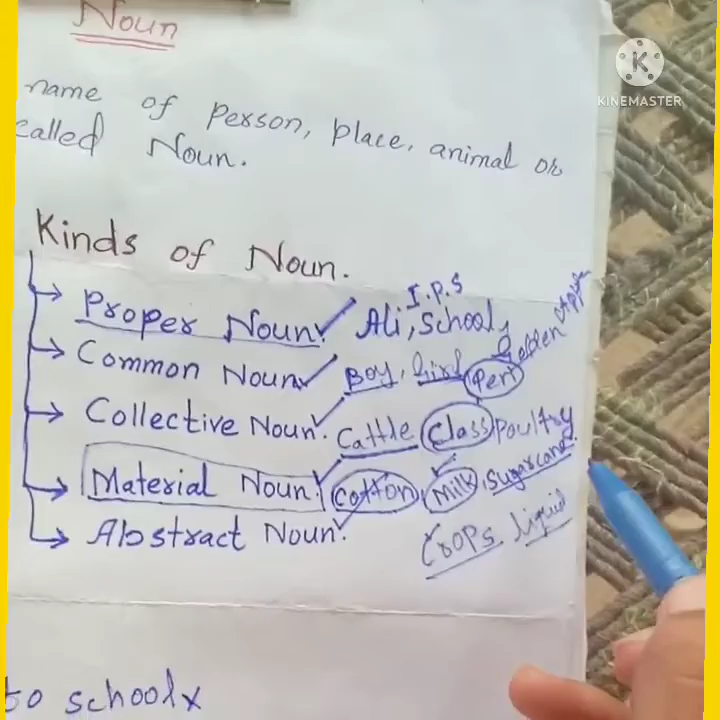 Noun
KINEMASTER
name of person, place, animal or
called Noun.
Kinds of Noun.
Proper Noun Ali, I.P.S School, Golden Apple
Common Noun Boy, Girl Pen
Collective Noun. Cattle Class Poultry
Material Noun Cotton, Milk, Sugarcane.
Abstract Noun. Crops. liquid
to school x